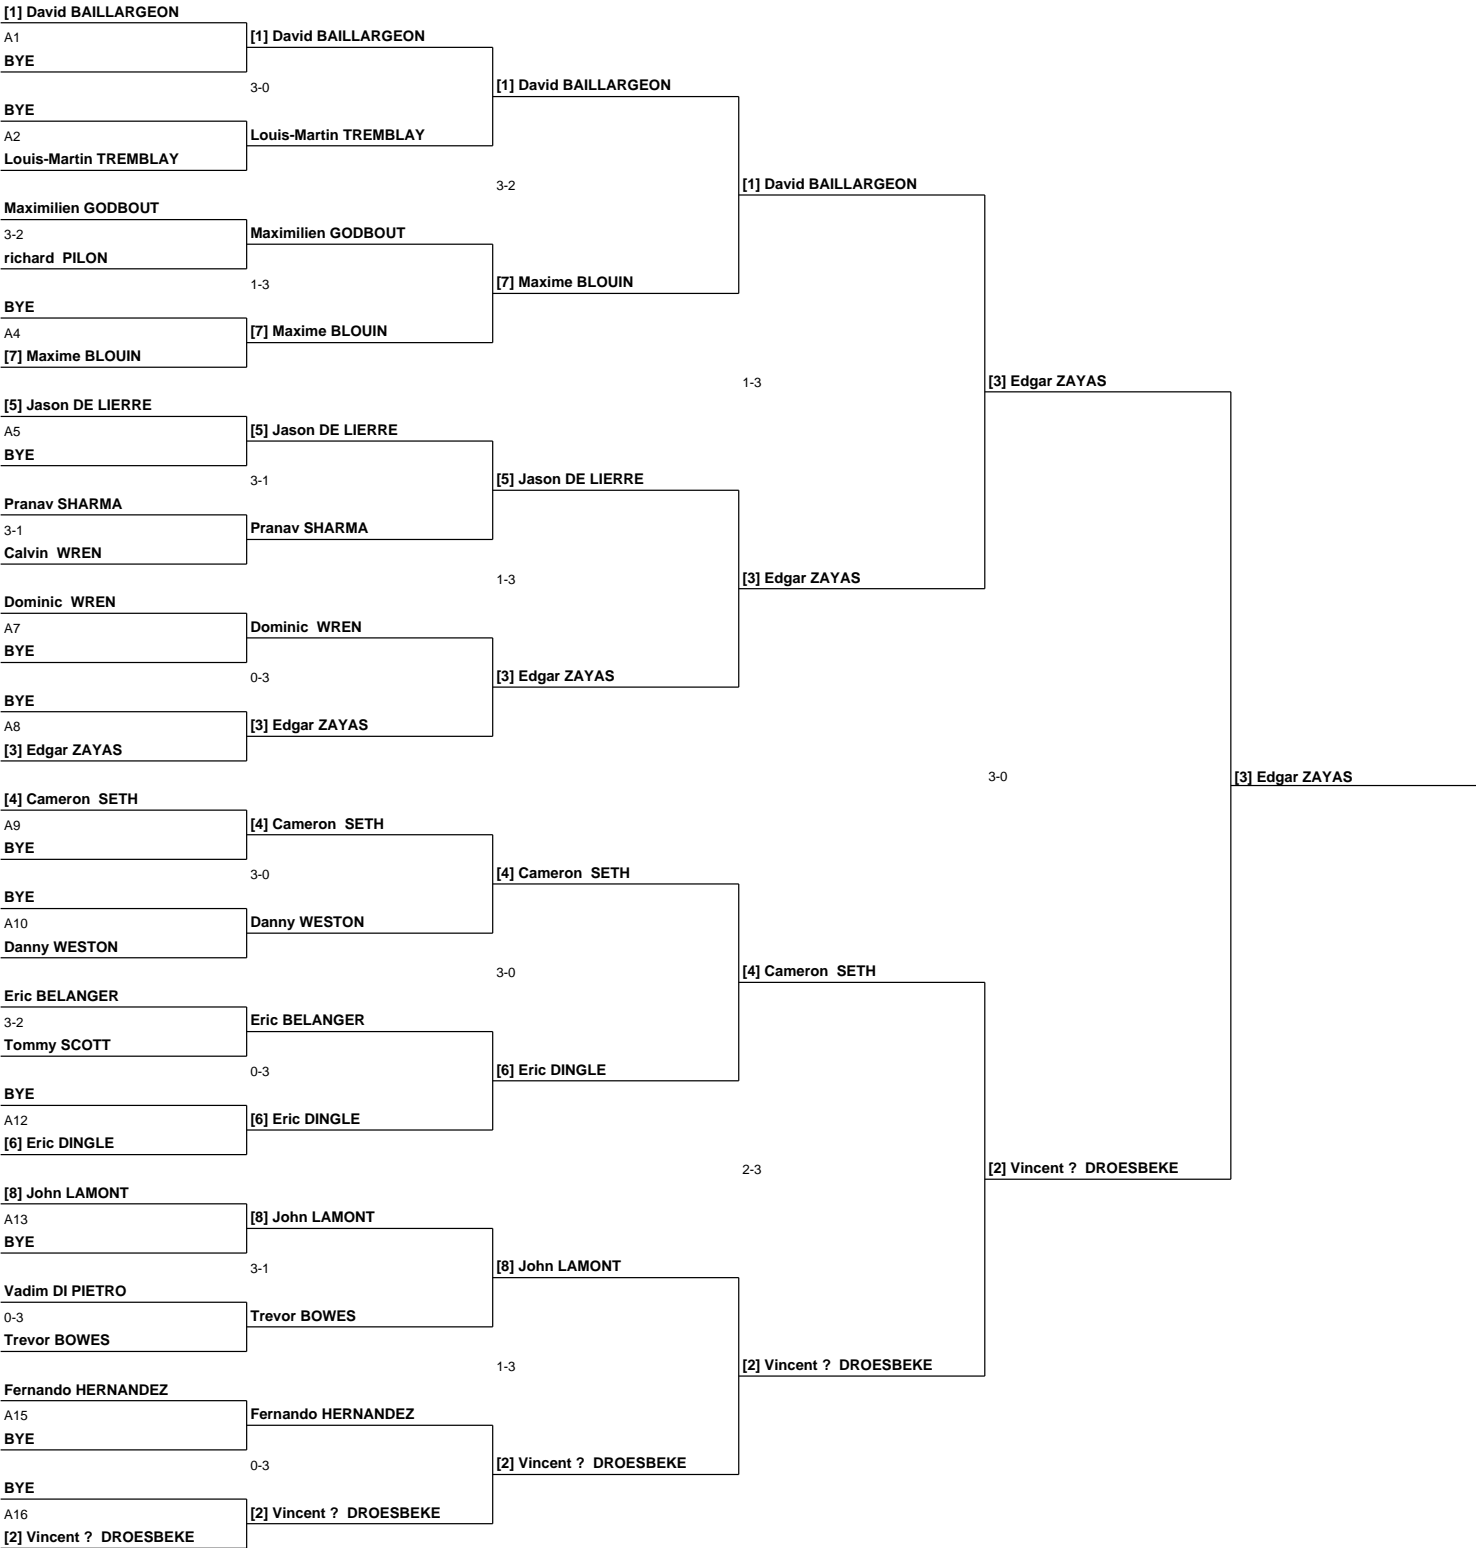 [1] David BAILLARGEON
A1
BYE
BYE
A2
Louis-Martin TREMBLAY
Maximilien GODBOUT
3-2
richard  PILON
BYE
A4
[7] Maxime BLOUIN
[5] Jason DE LIERRE
A5
BYE
Pranav SHARMA
3-1
Calvin  WREN
Dominic  WREN
A7
BYE
BYE
A8
[3] Edgar ZAYAS
[4] Cameron  SETH
A9
BYE
BYE
A10
Danny WESTON
Eric BELANGER
3-2
Tommy SCOTT
BYE
A12
[6] Eric DINGLE
[8] John LAMONT
A13
BYE
Vadim DI PIETRO
0-3
Trevor BOWES
Fernando HERNANDEZ
A15
BYE
BYE
A16
[2] Vincent ?  DROESBEKE
[1] David BAILLARGEON
3-0
Louis-Martin TREMBLAY
Maximilien GODBOUT
1-3
[7] Maxime BLOUIN
[5] Jason DE LIERRE
3-1
Pranav SHARMA
Dominic  WREN
0-3
[3] Edgar ZAYAS
[4] Cameron  SETH
3-0
Danny WESTON
Eric BELANGER
0-3
[6] Eric DINGLE
[8] John LAMONT
3-1
Trevor BOWES
Fernando HERNANDEZ
0-3
[2] Vincent ?  DROESBEKE
[1] David BAILLARGEON
3-2
[7] Maxime BLOUIN
[5] Jason DE LIERRE
1-3
[3] Edgar ZAYAS
[4] Cameron  SETH
3-0
[6] Eric DINGLE
[8] John LAMONT
1-3
[2] Vincent ?  DROESBEKE
[1] David BAILLARGEON
1-3
[3] Edgar ZAYAS
[4] Cameron  SETH
2-3
[2] Vincent ?  DROESBEKE
[3] Edgar ZAYAS
3-0
[2] Vincent ?  DROESBEKE
[3] Edgar ZAYAS